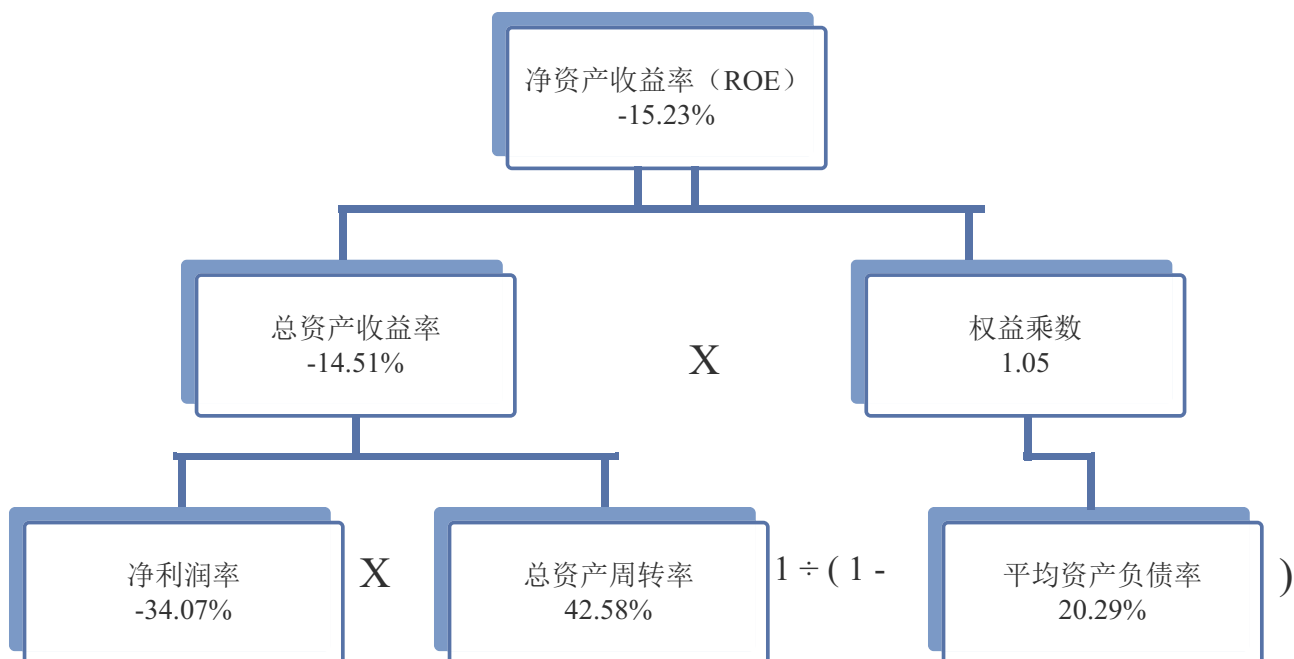 净资产收益率（ROE）
-15.23%
总资产收益率
-14.51%
X
权益乘数
1.05
净利润率
-34.07%
X
总资产周转率
42.58%
1 ÷ ( 1 -
平均资产负债率
20.29%
)